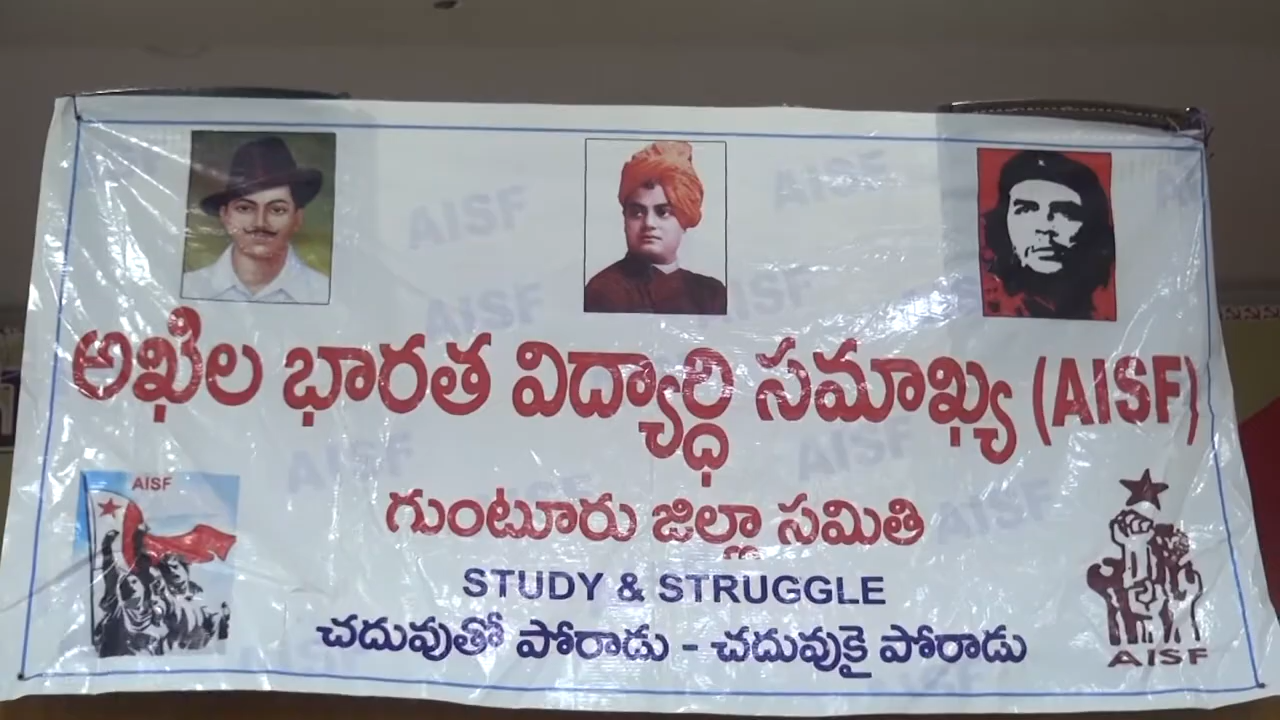 అఖిల భారత విద్యార్థి సమాఖ్య (AISF)
AISF
గుంటూరు జిల్లా సమితి
STUDY & STRUGGLE
చదువుతో పోరాడు - చదువుకై పోరాడు
AISF